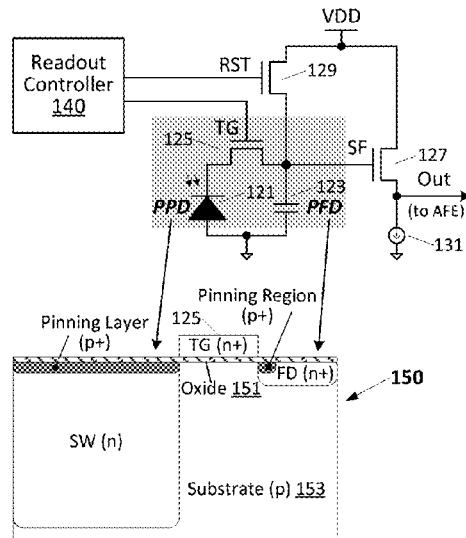 VDD
Readout
Controller
140
RST
129
TG
125
SF
127
121
123
Out
(to AFE)
PPD
PFD
131
Pinning Region
(p+)
Pinning Layer
(p+)
125
TG (n+)
Oxide 151
FD (n+)
150
SW (n)
Substrate (p) 153